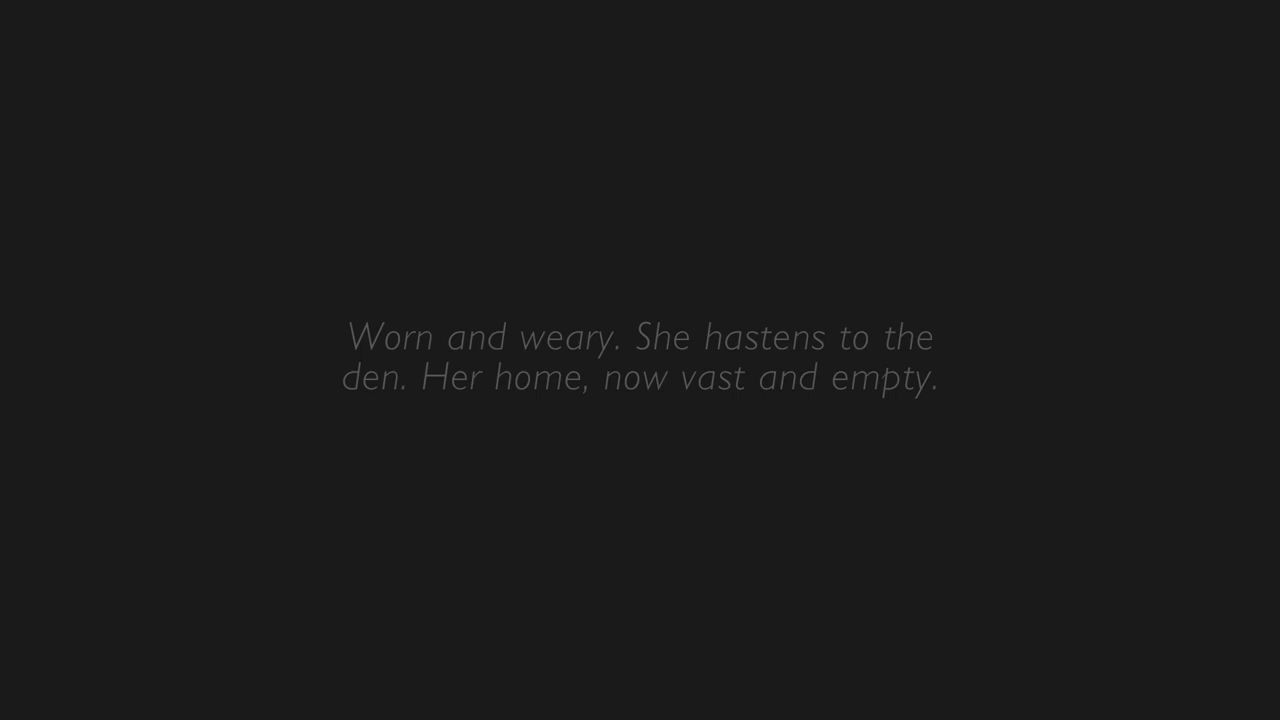 Worn and weary. She hastens to the
den. Her home, now vast and empty.